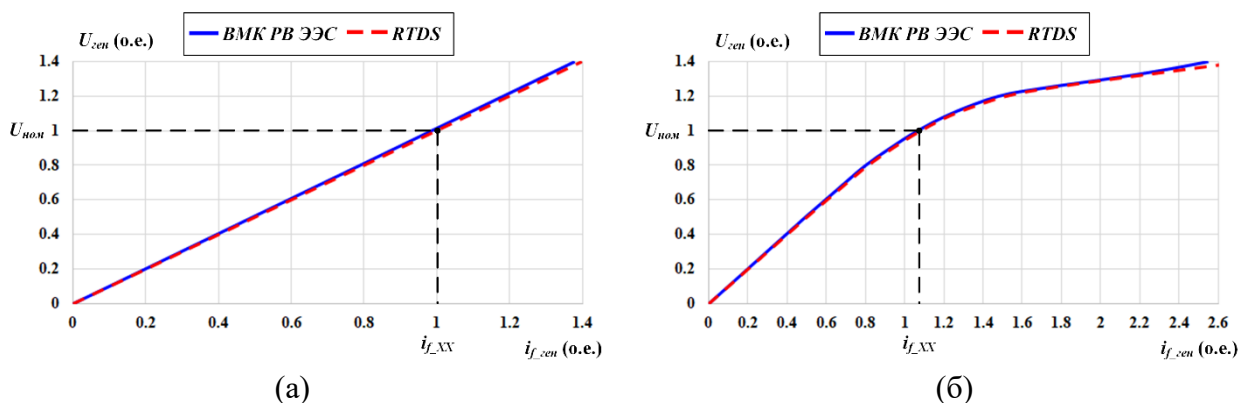 U_ген (о.е.)
ВМК РВ ЭЭС
RTDS
1.4
1.2
U_ном 1
0.8
0.6
0.4
0.2
0
0 0.2 0.4 0.6 0.8 1 1.2 1.4
i_f_XX
i_f_ген (о.е.)
(а)
U_ген (о.е.)
ВМК РВ ЭЭС
RTDS
1.4
1.2
U_ном 1
0.8
0.6
0.4
0.2
0
0 0.2 0.4 0.6 0.8 1 1.2 1.4 1.6 1.8 2 2.2 2.4 2.6
i_f_XX
i_f_ген (о.е.)
(б)